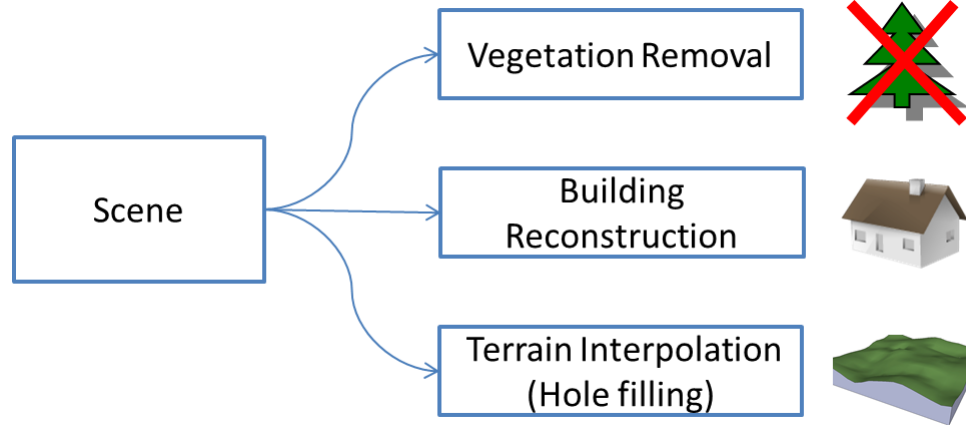 Vegetation Removal
Scene
Building
Reconstruction
Terrain Interpolation
(Hole filling)